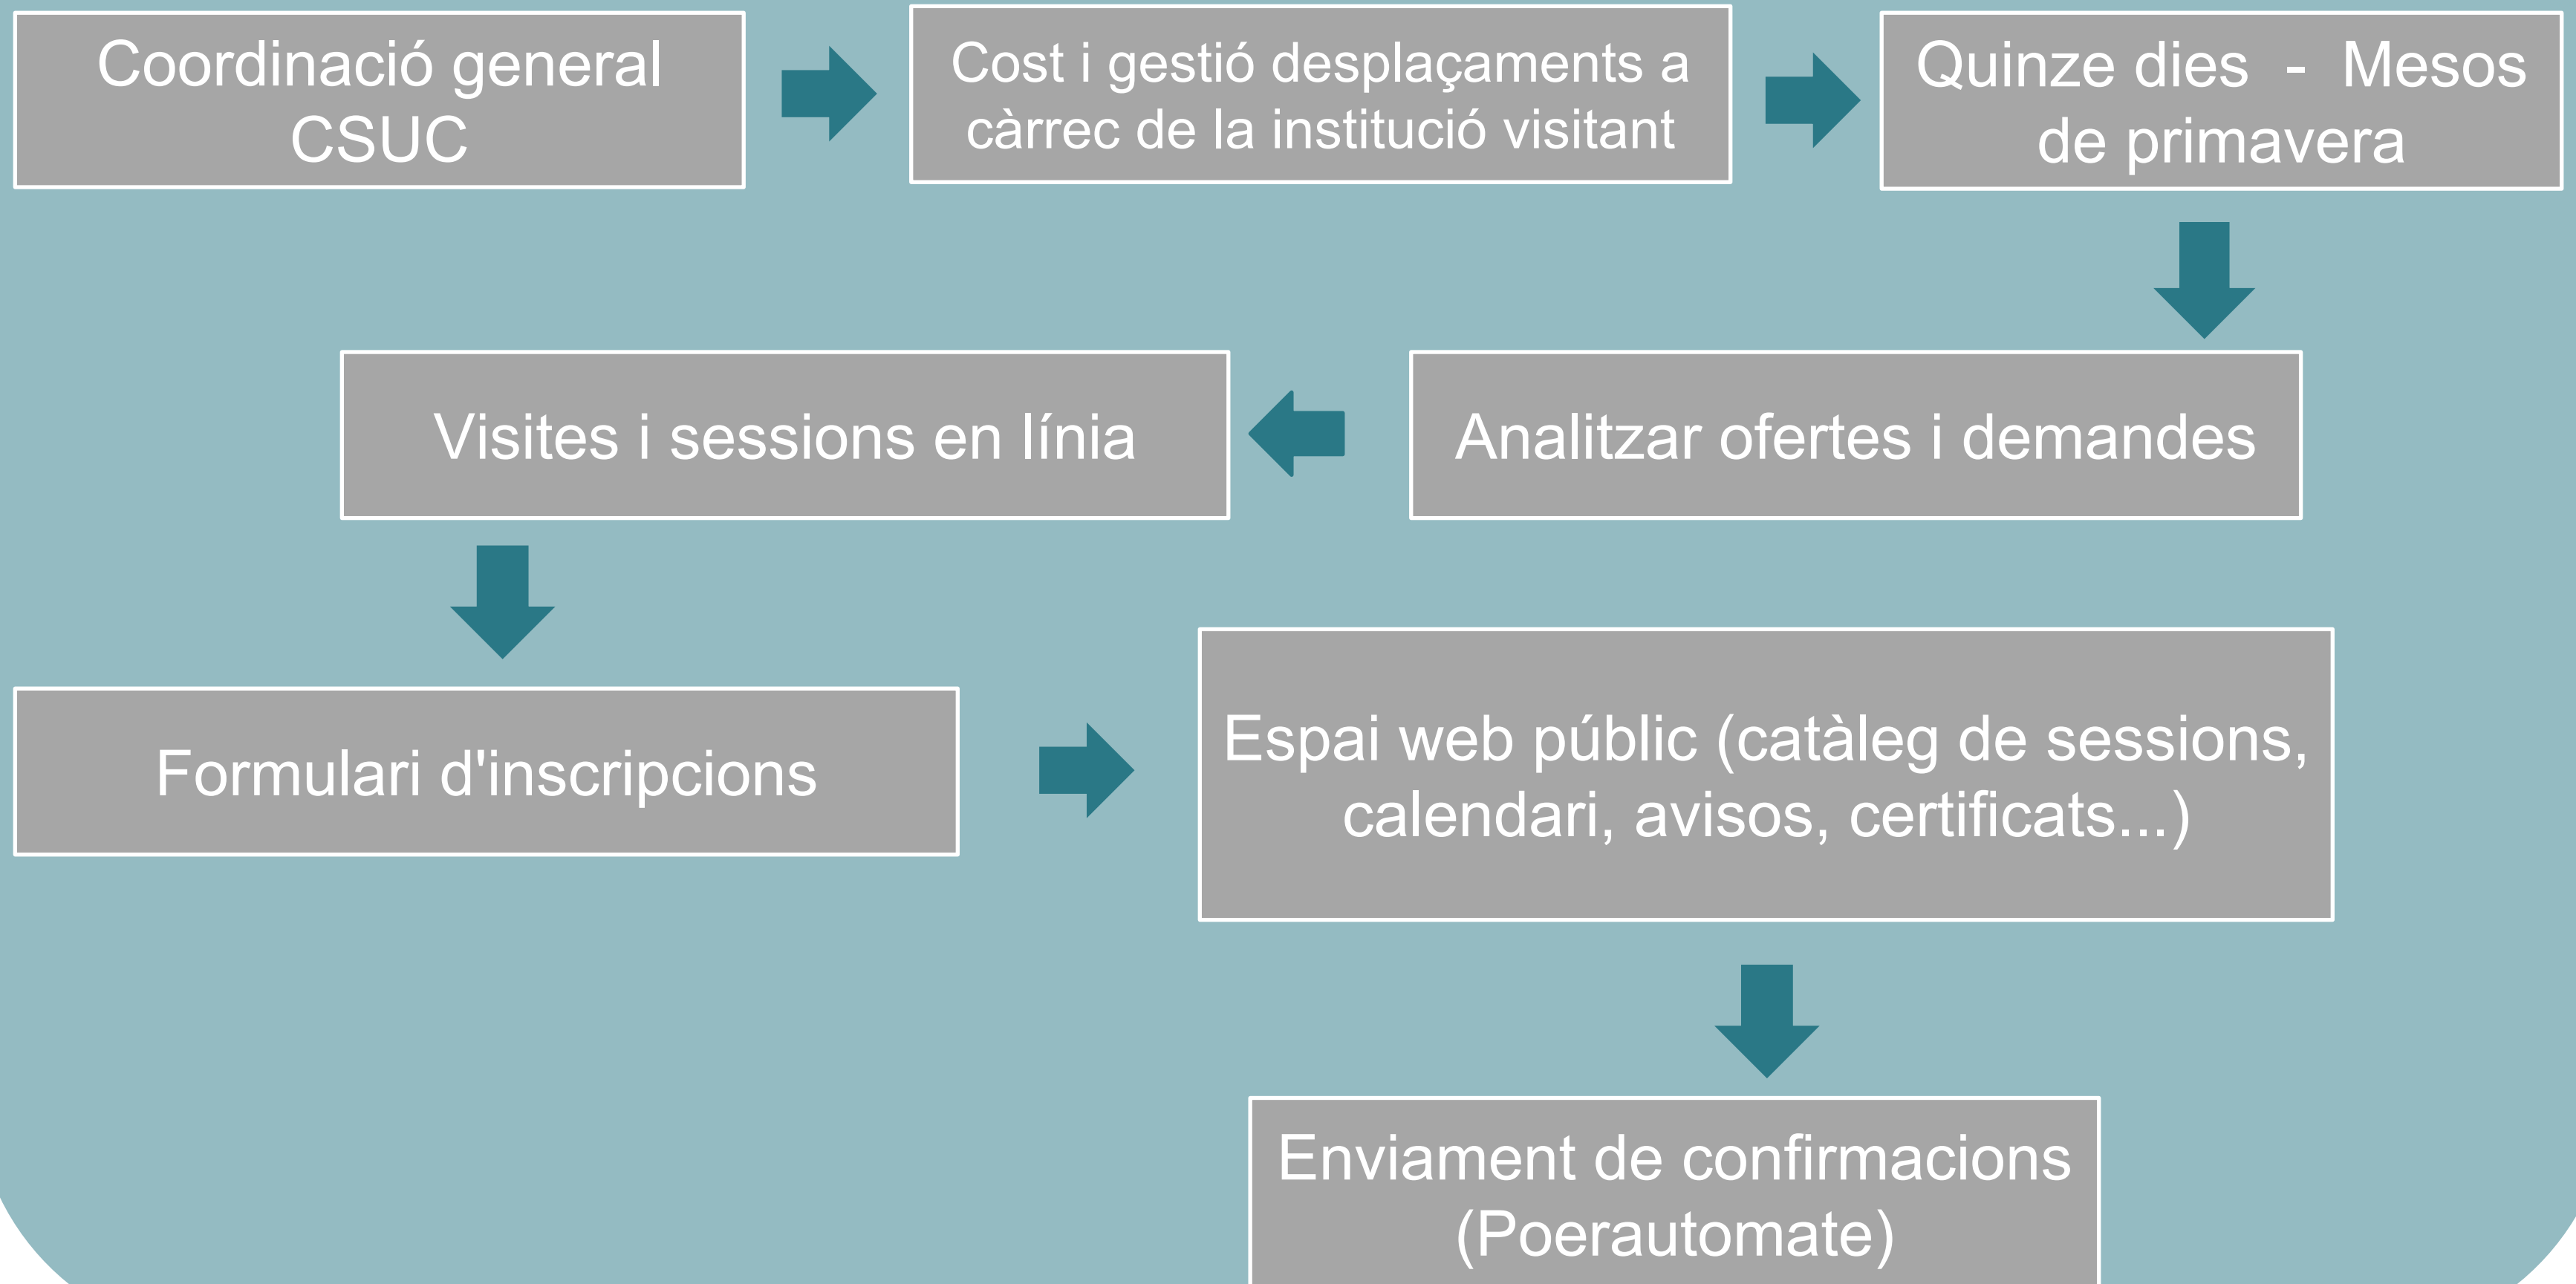 Coordinació general
CSUC
Cost i gestió desplaçaments a
càrrec de la institució visitant
Quinze dies - Mesos
de primavera
Analitzar ofertes i demandes
Visites i sessions en línia
Formulari d'inscripcions
Espai web públic (catàleg de sessions,
calendari, avisos, certificats...)
Enviament de confirmacions
(Poerautomate)